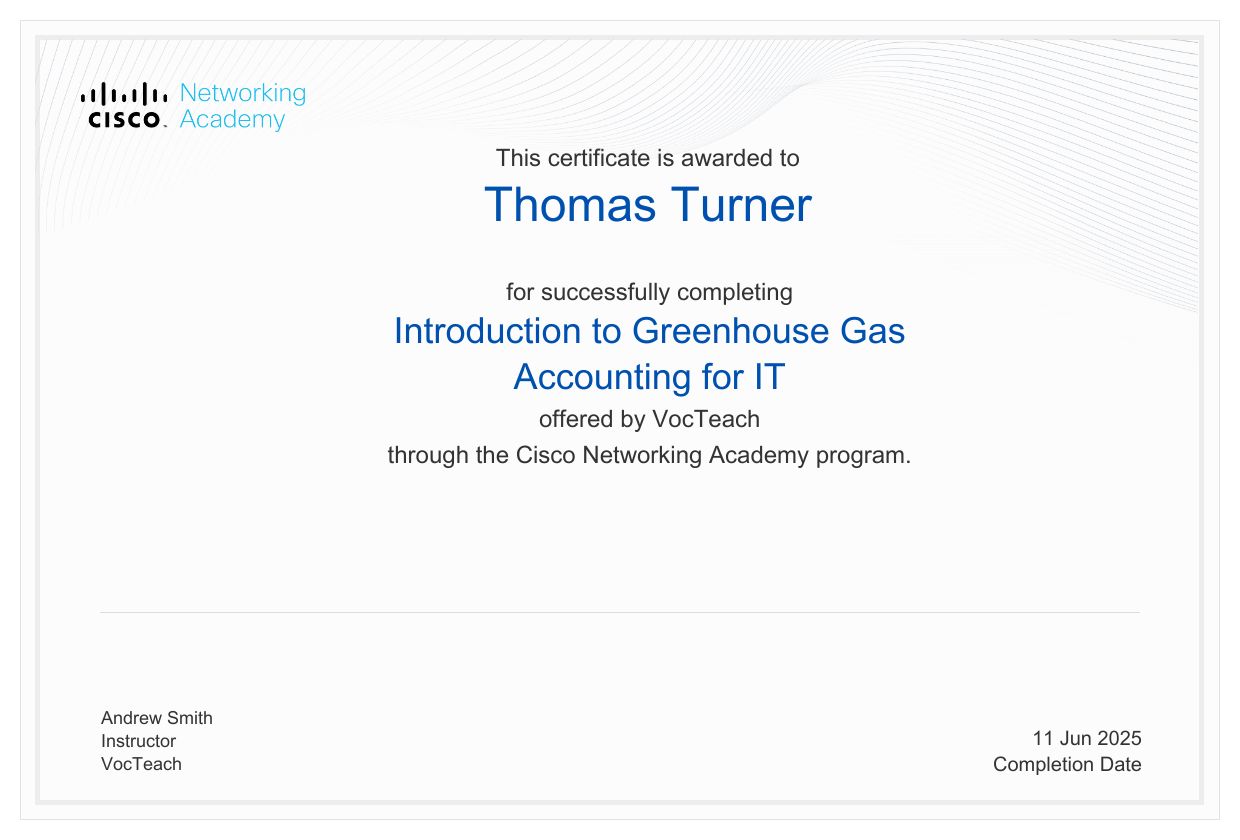 Networking
CISCO Academy
This certificate is awarded to
Thomas Turner
for successfully completing
Introduction to Greenhouse Gas
Accounting for IT
offered by VocTeach
through the Cisco Networking Academy program.
Andrew Smith
Instructor
VocTeach
11 Jun 2025
Completion Date